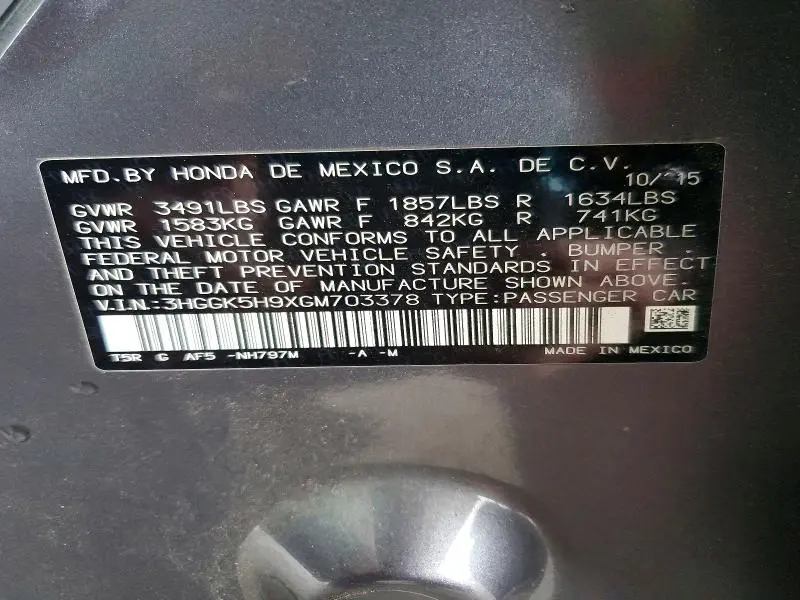 MFD. BY HONDA DE MEXICO S.A. DE C.V.
10/15
GVWR 3491LBS GAWR F 1857LBS R 1634LBS
GVWR 1583KG GAWR F 842KG R 741KG
THIS VEHICLE CONFORMS TO ALL APPLICABLE
FEDERAL MOTOR VEHICLE SAFETY, BUMPER,
AND THEFT PREVENTION STANDARDS IN EFFECT
ON THE DATE OF MANUFACTURE SHOWN ABOVE.
V.I.N.:3HGGK5H9XGM703378 TYPE:PASSENGER CAR
T5R G AF5 -NH797M -A -M MADE IN MEXICO